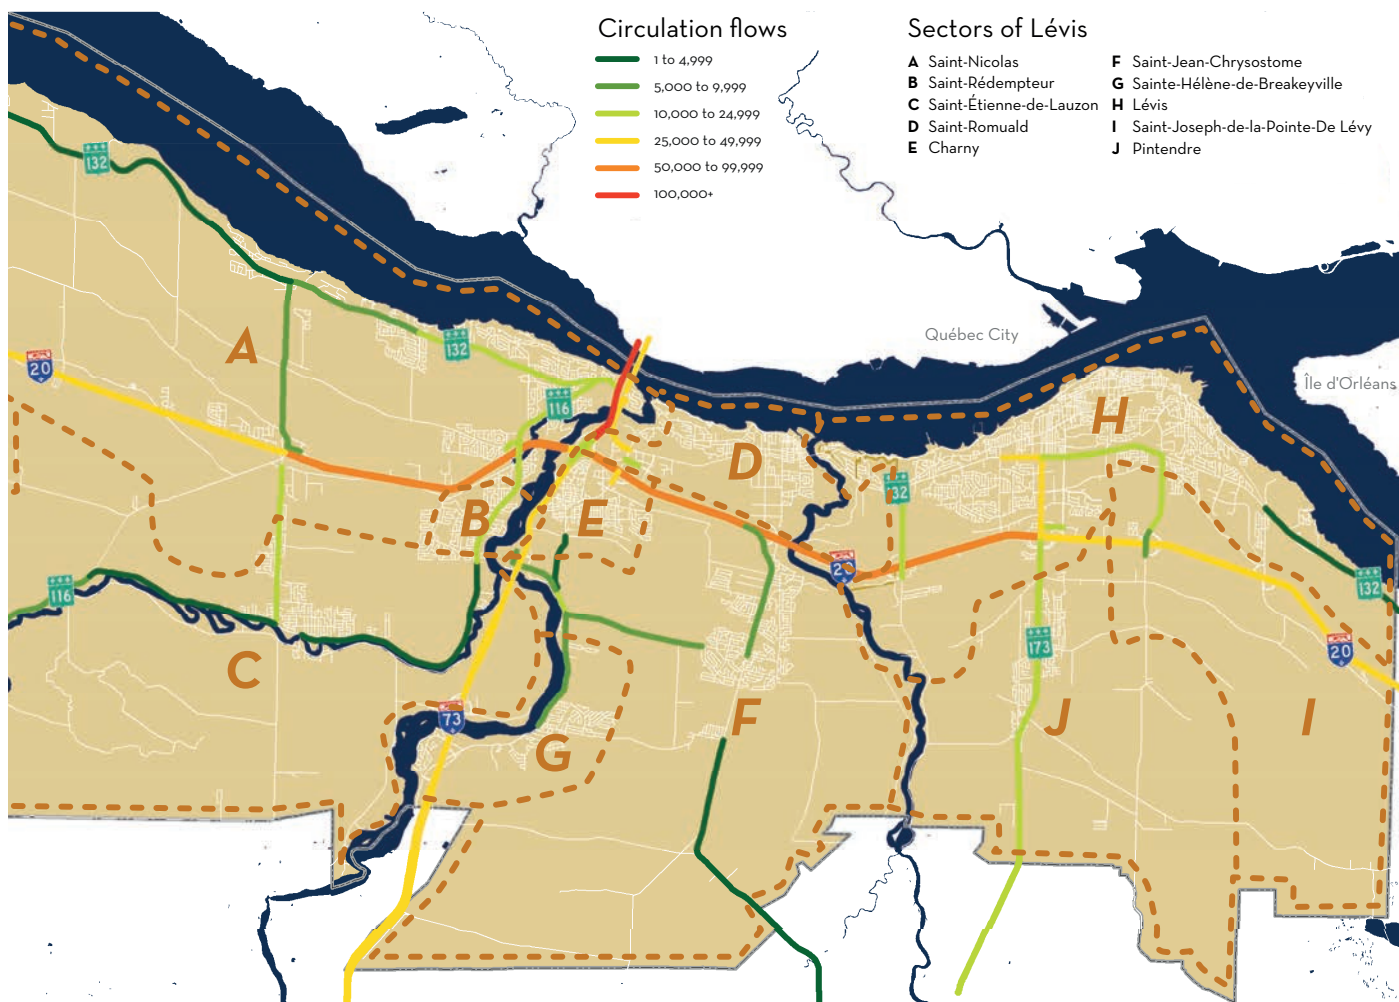 Circulation flows
1 to 4,999
5,000 to 9,999
10,000 to 24,999
25,000 to 49,999
50,000 to 99,999
100,000+
Sectors of Lévis
A Saint-Nicolas
B Saint-Rédempteur
C Saint-Étienne-de-Lauzon
D Saint-Romuald
E Charny
F Saint-Jean-Chrysostome
G Sainte-Hélène-de-Breakeyville
H Lévis
I Saint-Joseph-de-la-Pointe-De Lévy
J Pintendre
132
Québec City
A
132
20
Île d'Orléans
116
H
D
132
B
E
20
116
132
173
20
C
73
F
J
I
G